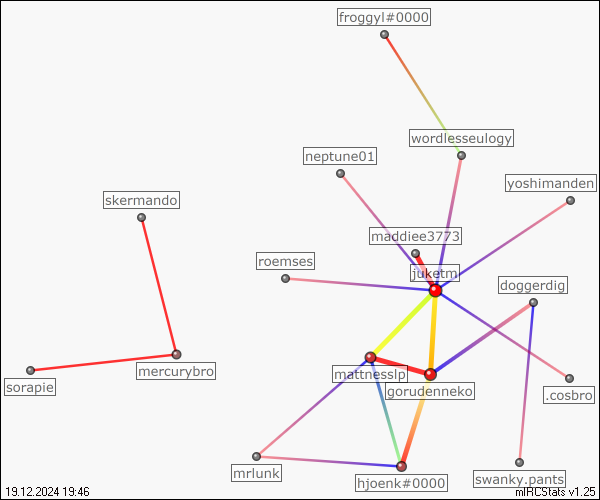 froggyl#0000
wordlesseulogy
neptune01
yoshimanden
skermando
maddiee3773
roemses
juketm
doggerdig
mattnesslp
mercurybro
gorudenneko
sorapie
.cosbro
mrlunk
hjoenk#0000
swanky.pants
19.12.2024 19:46
mIRCStats v1.25